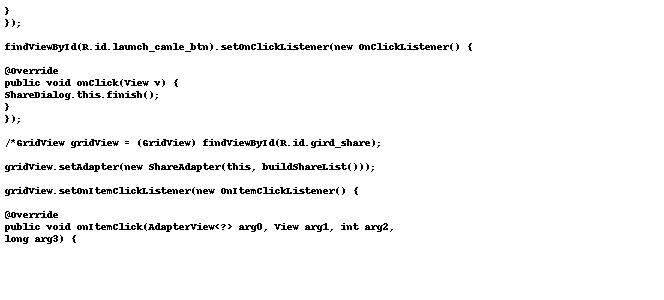 }
});
findViewById(R.id.launch_canle_btn).setOnClickListener(new OnClickListener() {
@Override
public void onClick(View v) {
ShareDialog.this.finish();
}
});
/*GridView gridView = (GridView) findViewById(R.id.gird_share);
gridView.setAdapter(new ShareAdapter(this, buildShareList()));
gridView.setOnItemClickListener(new OnItemClickListener() {
@Override
public void onItemClick(AdapterView<?> arg0, View arg1, int arg2,
long arg3) {